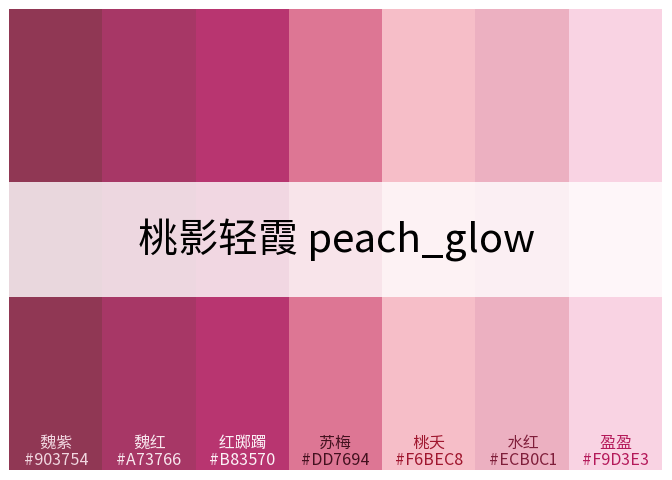 桃影轻霞 peach_glow
魏紫
#903754
魏红
#A73766
红踯躅
#B83570
苏梅
#DD7694
桃夭
#F6BEC8
水红
#ECB0C1
盈盈
#F9D3E3